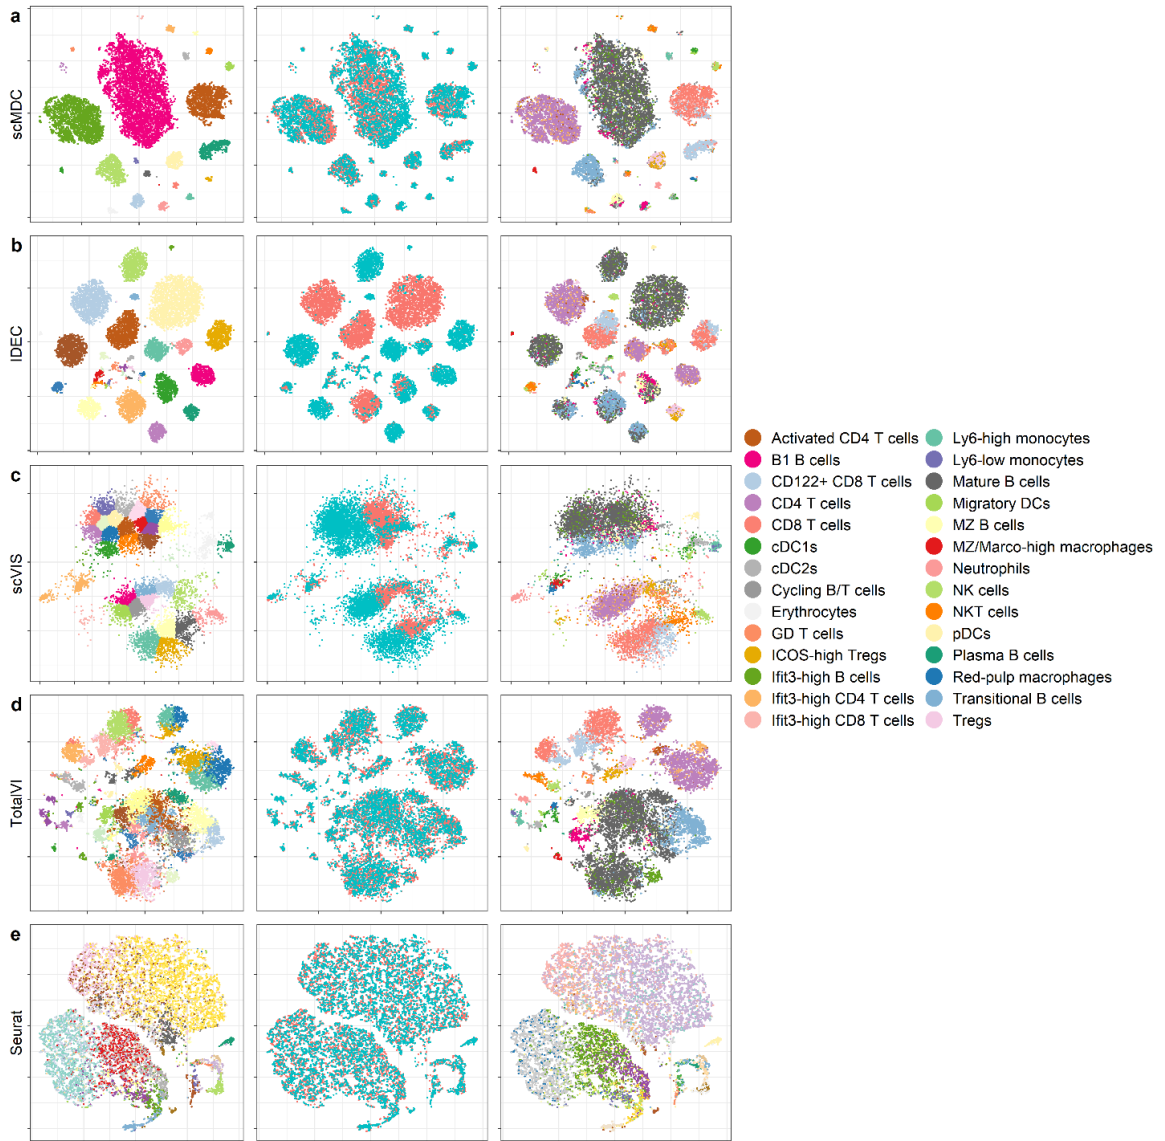 a
scMDC
b
IDEC
c
scVIS
d
TotalVI
e
Seurat
Activated CD4 T cells
B1 B cells
CD122+ CD8 T cells
CD4 T cells
CD8 T cells
cDC1s
cDC2s
Cycling B/T cells
Erythrocytes
GD T cells
ICOS-high Tregs
Ifit3-high B cells
Ifit3-high CD4 T cells
Ifit3-high CD8 T cells
Ly6-high monocytes
Ly6-low monocytes
Mature B cells
Migratory DCs
MZ B cells
MZ/Marco-high macrophages
Neutrophils
NK cells
NKT cells
pDCs
Plasma B cells
Red-pulp macrophages
Transitional B cells
Tregs